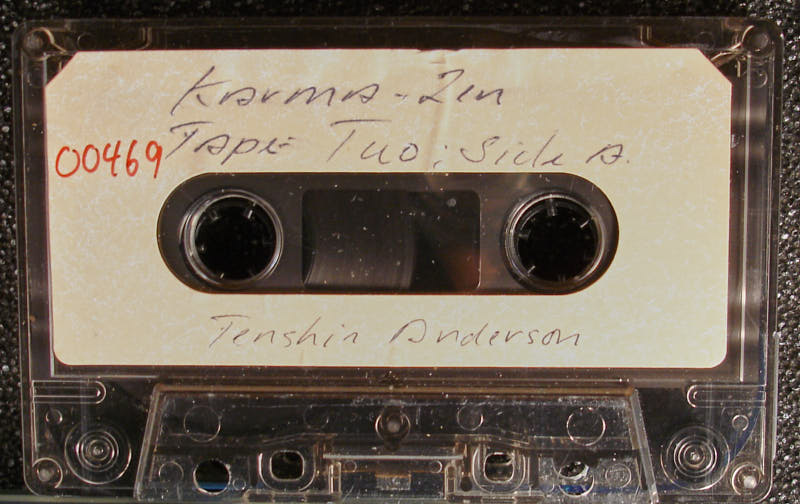 Karma - Zen
00469
Tape Two: Side A.
Tenshin Anderson